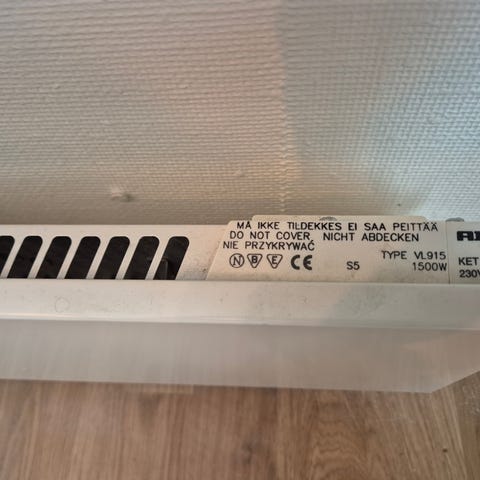 MÅ IKKE TILDEKKES EI SAA PEITTÄÄ
DO NOT COVER NICHT ABDECKEN
NIE PRZYKRYWAĆ
N B E CE S5 TYPE VL915
1500W
KET
230V